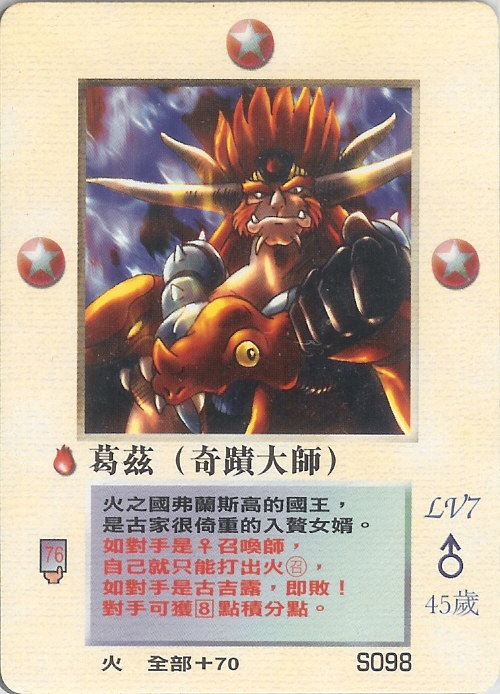 葛茲（奇蹟大師）
火之國弗蘭斯高的國王，
是古家很倚重的入贅女婿。
如對手是♀召喚師，
自己就只能打出火㊁召，
如對手是古吉露，即敗！
對手可獲8點積分點。
76
LV7
♂
45歲
火 全部+70
S098